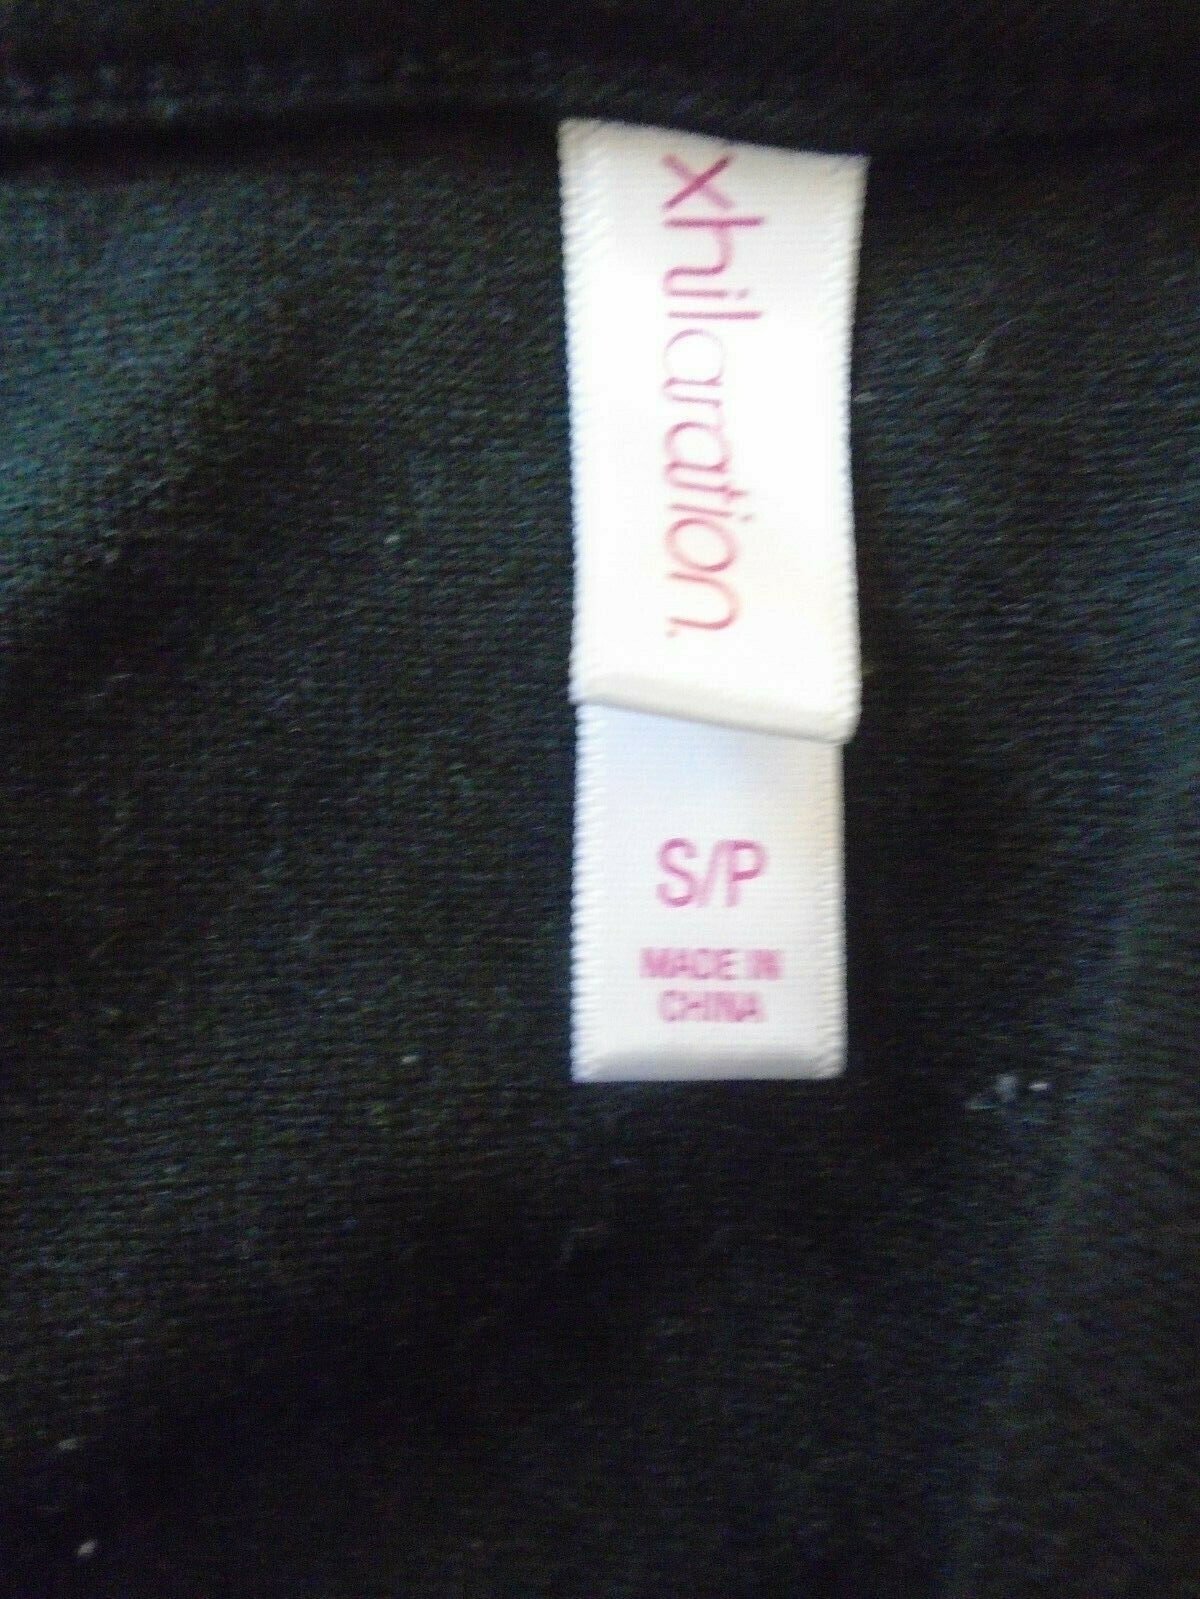 xhilaration.
S/P
MADE IN
CHINA